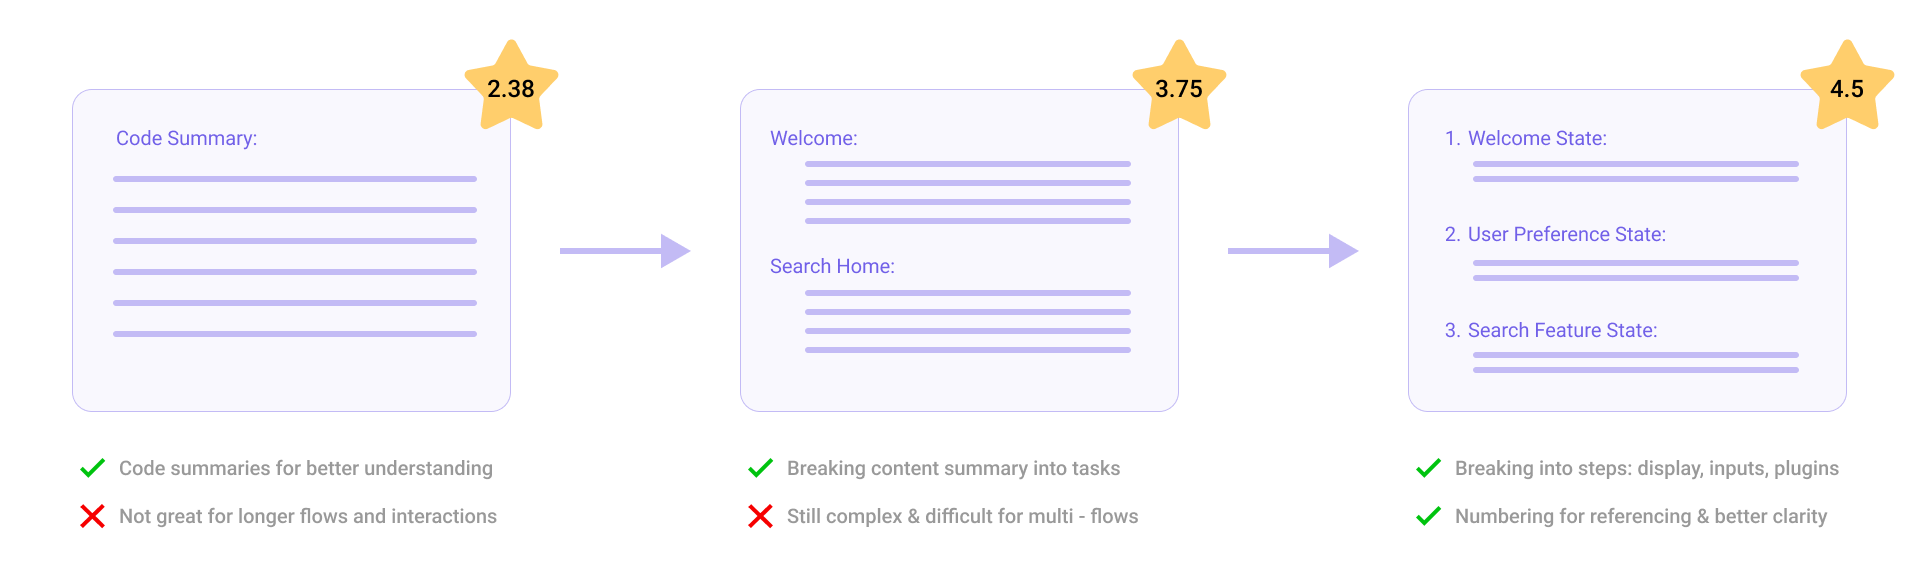 2.38
Code Summary:
Code summaries for better understanding
Not great for longer flows and interactions
3.75
Welcome:
Search Home:
Breaking content summary into tasks
Still complex & difficult for multi - flows
4.5
1. Welcome State:
2. User Preference State:
3. Search Feature State:
Breaking into steps: display, inputs, plugins
Numbering for referencing & better clarity